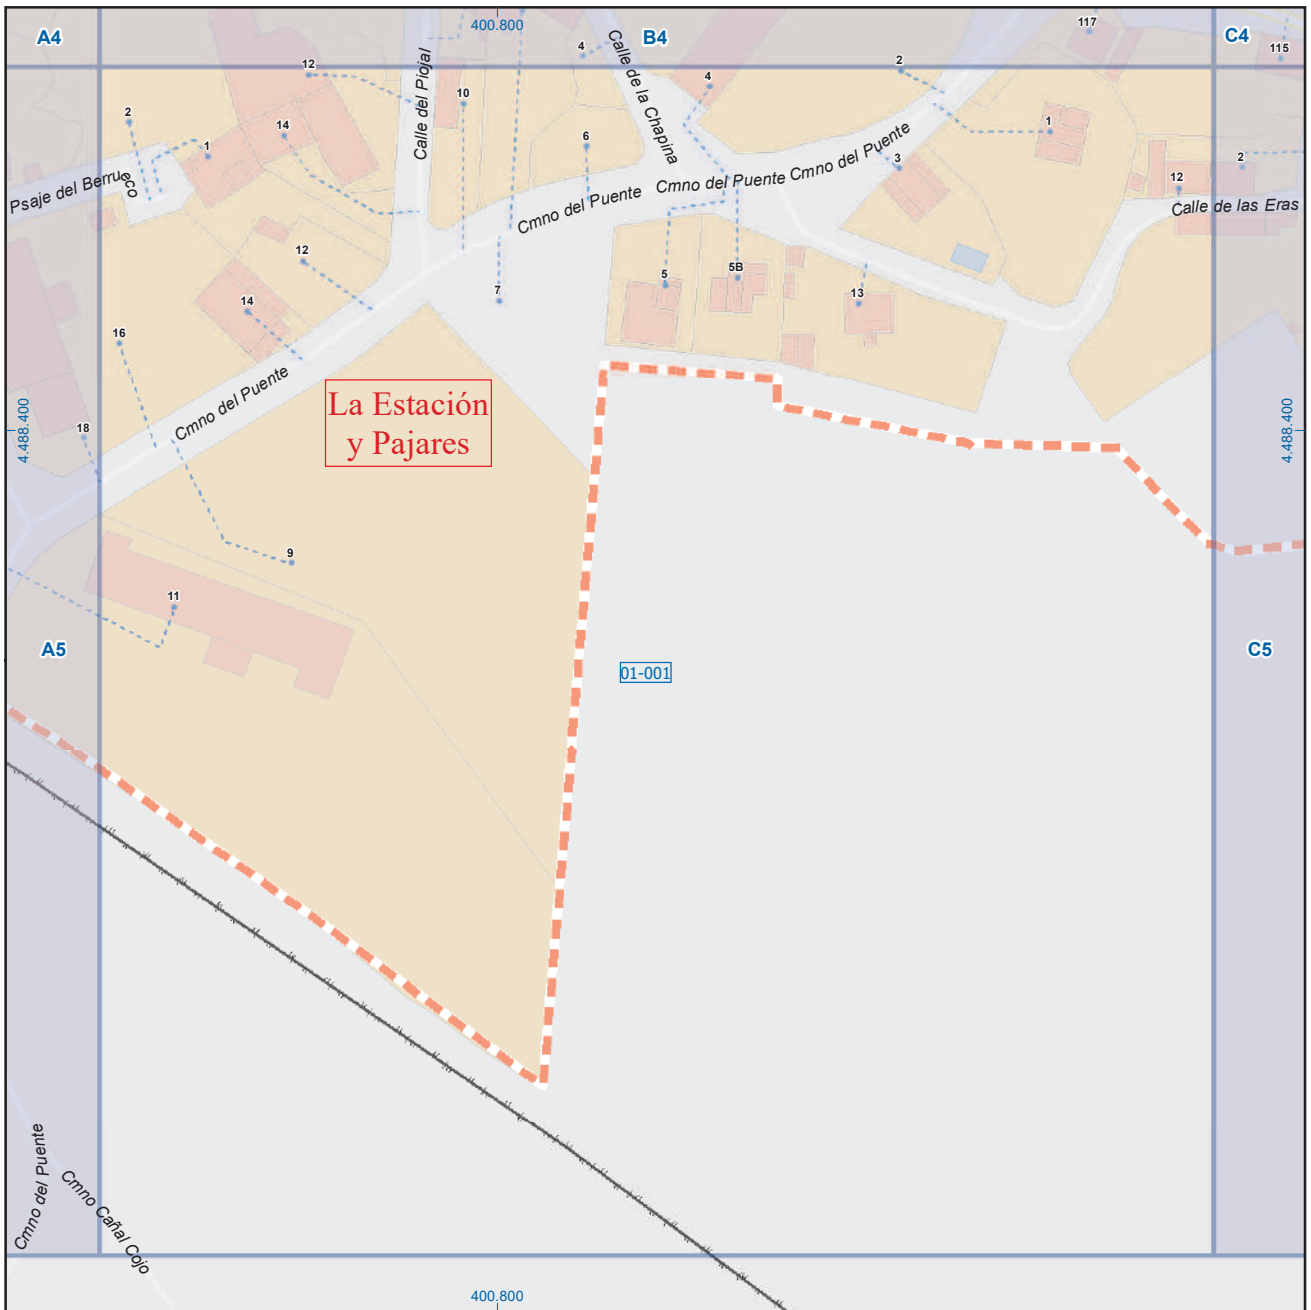 400.800
A4
B4
C4
117
115
4
12
4
2
10
2
14
1
6
1
3
2
12
Calle del Piojal
Calle de la Chapina
Psaje del Berrueco
Cmno del Puente
Cmno del Puente
Cmno del Puente
Calle de las Eras
12
5
5B
13
14
7
16
La Estación
y Pajares
Cmno del Puente
18
4.488.400
4.488.400
9
11
A5
C5
01-001
Cmno del Puente
Cmno Cañal Cojo
400.800